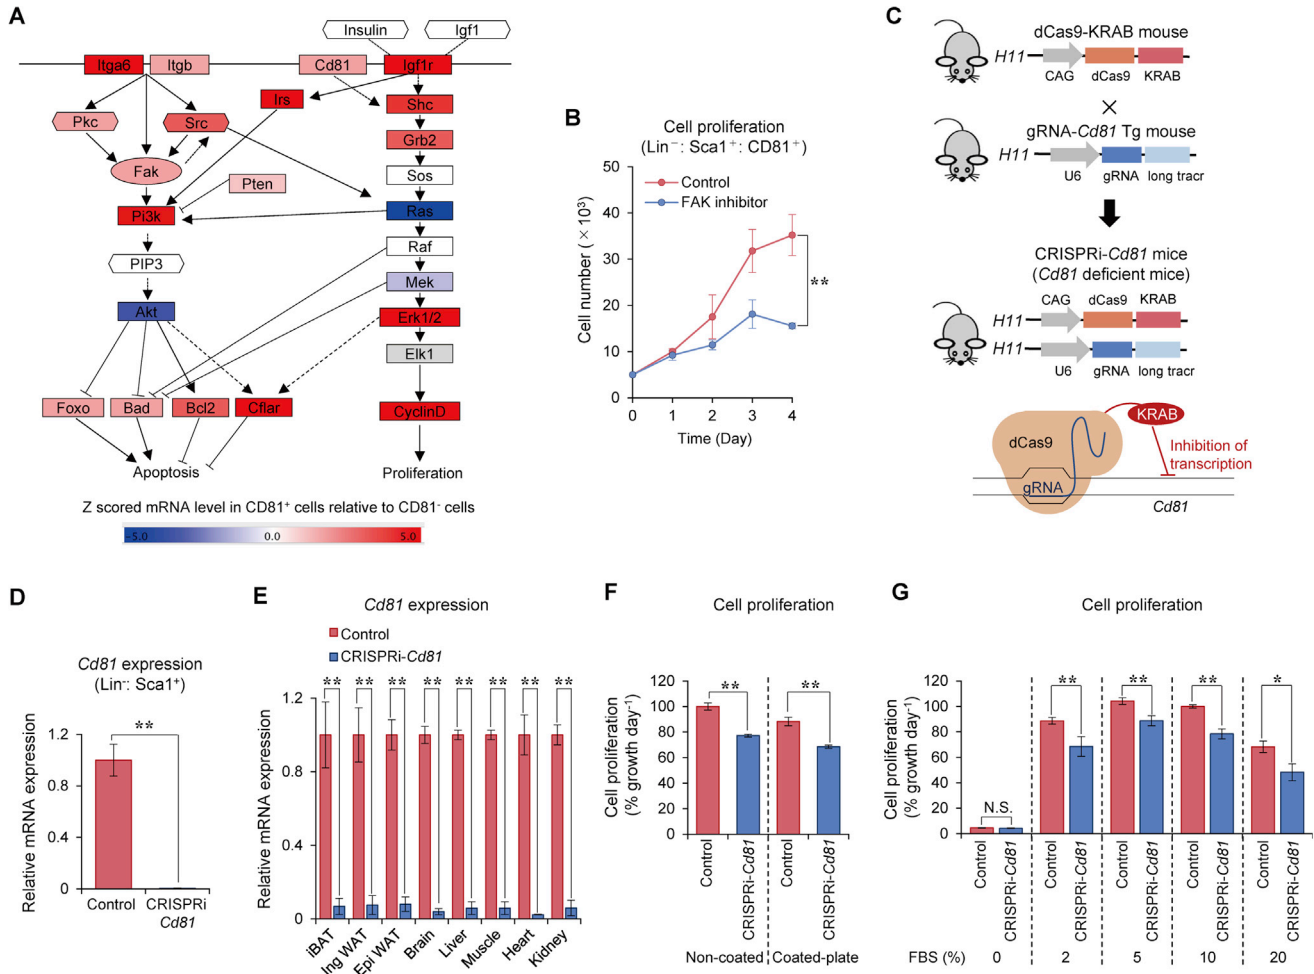 A
Insulin
Igf1
Itga6
Itgb
Cd81
Igf1r
Irs
Shc
Pkc
Src
Grb2
Fak
Sos
Pten
Pi3k
Ras
PIP3
Raf
Mek
Akt
Erk1/2
Elk1
Foxo
Bad
Bcl2
Cflar
CyclinD
Apoptosis
Proliferation
Z scored mRNA level in CD81+ cells relative to CD81- cells
-5.0
0.0
5.0
B
Cell proliferation
(Lin−: Sca1+: CD81+)
Control
FAK inhibitor
Cell number (×10³)
50
40
30
20
10
0
**
0
1
2
3
4
Time (Day)
C
dCas9-KRAB mouse
H11
CAG
dCas9
KRAB
×
gRNA-Cd81 Tg mouse
H11
U6
gRNA
long tracr
CRISPRi-Cd81 mice
(Cd81 deficient mice)
CAG
dCas9
KRAB
H11
H11
U6
gRNA
long tracr
KRAB
dCas9
Inhibition of
transcription
gRNA
Cd81
D
Cd81 expression
(Lin-: Sca1+)
Relative mRNA expression
1.2
0.8
0.4
0
**
Control
CRISPRi
Cd81
E
Cd81 expression
Control
CRISPRi-Cd81
Relative mRNA expression
1.2
0.8
0.4
0
** ** ** ** ** ** ** **
iBAT
Ing WAT
Epi WAT
Brain
Liver
Muscle
Heart
Kidney
F
Cell proliferation
Cell proliferation
(% growth day-1)
120
100
80
60
40
20
0
**
**
Control
CRISPRi-Cd81
Control
CRISPRi-Cd81
Non-coated
Coated-plate
G
Cell proliferation
Cell proliferation
(% growth day-1)
120
100
80
60
40
20
0
N.S.
**
**
**
*
Control
CRISPRi-Cd81
Control
CRISPRi-Cd81
Control
CRISPRi-Cd81
Control
CRISPRi-Cd81
Control
CRISPRi-Cd81
FBS (%)
0
2
5
10
20